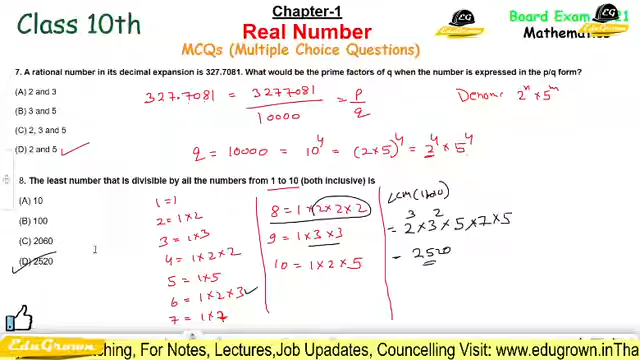 Chapter-1
Class 10th
Real Number
MCQs (Multiple Choice Questions)
EG
EG
Board Exam 21
Mathematics
7. A rational number in its decimal expansion is 327.7081. What would be the prime factors of q when the number is expressed in the p/q form?
(A) 2 and 3
(B) 3 and 5
(C) 2, 3 and 5
(D) 2 and 5 ✓
327.7081 = 3277081/10000 = p/q
Denom: 2^n × 5^m
q = 10000 = 10^4 = (2×5)^4 = 2^4 × 5^4
8. The least number that is divisible by all the numbers from 1 to 10 (both inclusive) is
(A) 10
(B) 100
(C) 2060
(D) 2520
1 = 1
2 = 1×2
3 = 1×3
4 = 1×2×2
5 = 1×5
6 = 1×2×3 ✓
7 = 1×7
8 = 1×2×2×2
9 = 1×3×3
10 = 1×2×5
= 2^3 × 3^2 × 5 × 7 × 5
= 2520
EG
EduGrown
ching, For Notes, Lectures,Job Upadates, Councelling Visit: www.edugrown.inTha